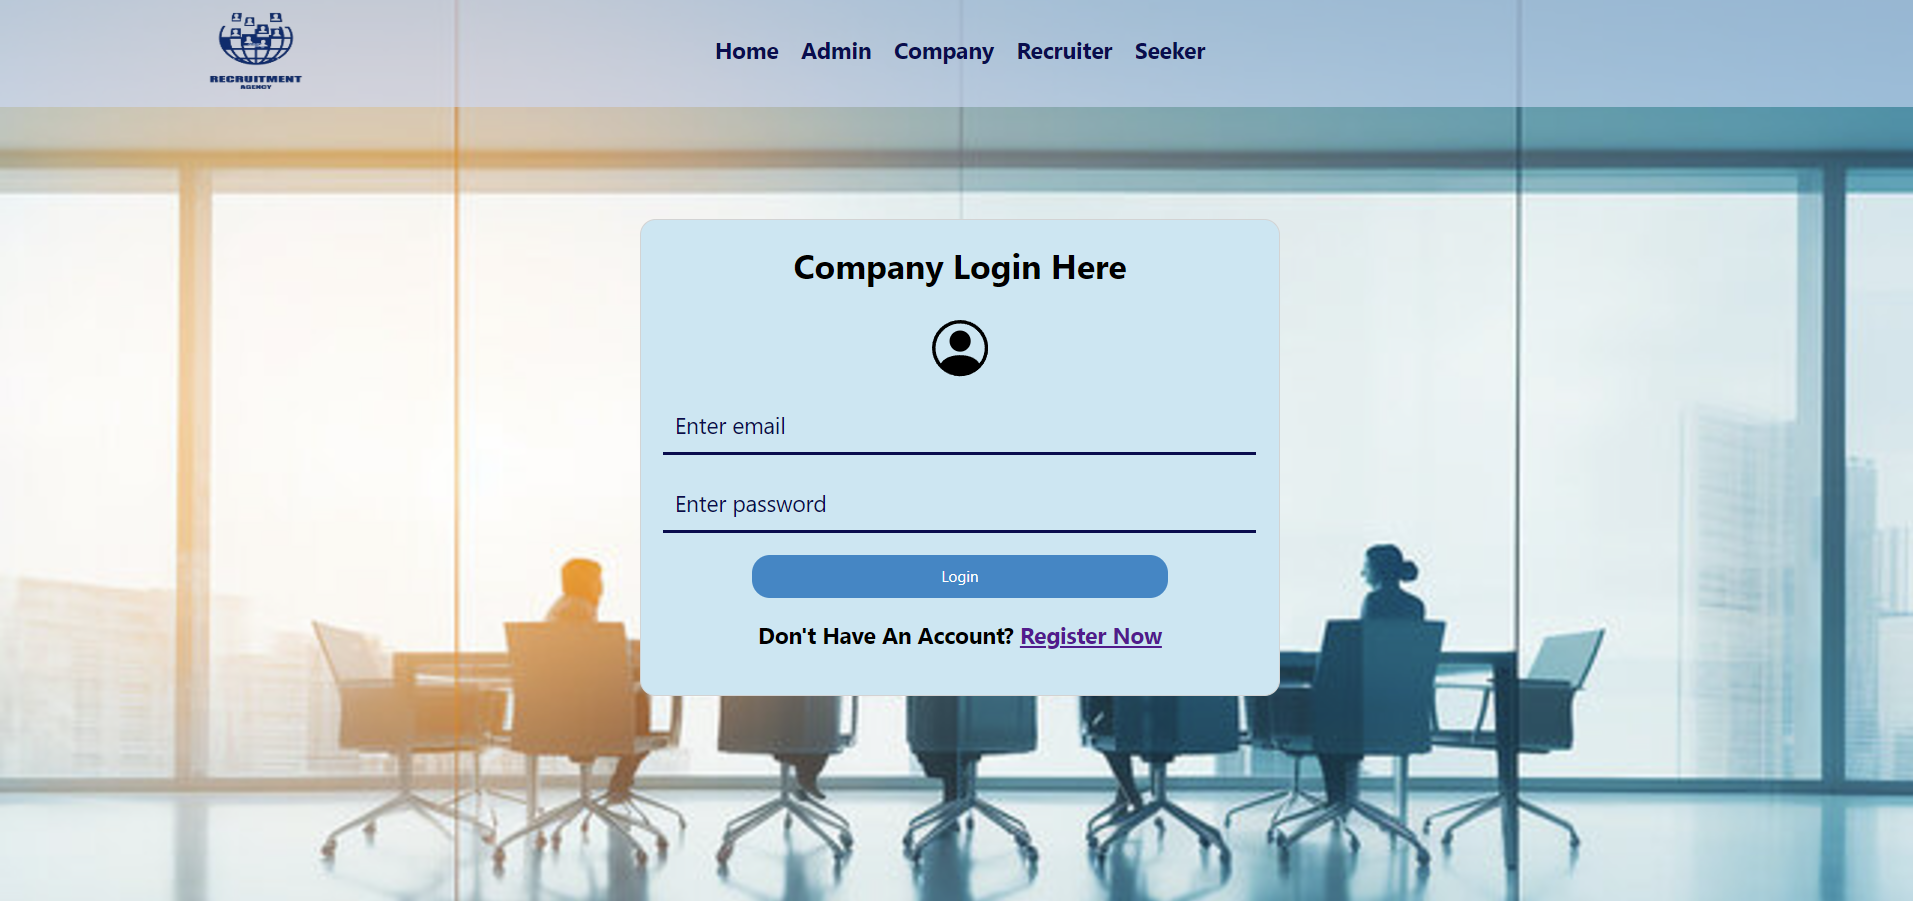 RECRUITMENT
AGENCY
Home Admin Company Recruiter Seeker
Company Login Here
Enter email
Enter password
Login
Don't Have An Account? Register Now